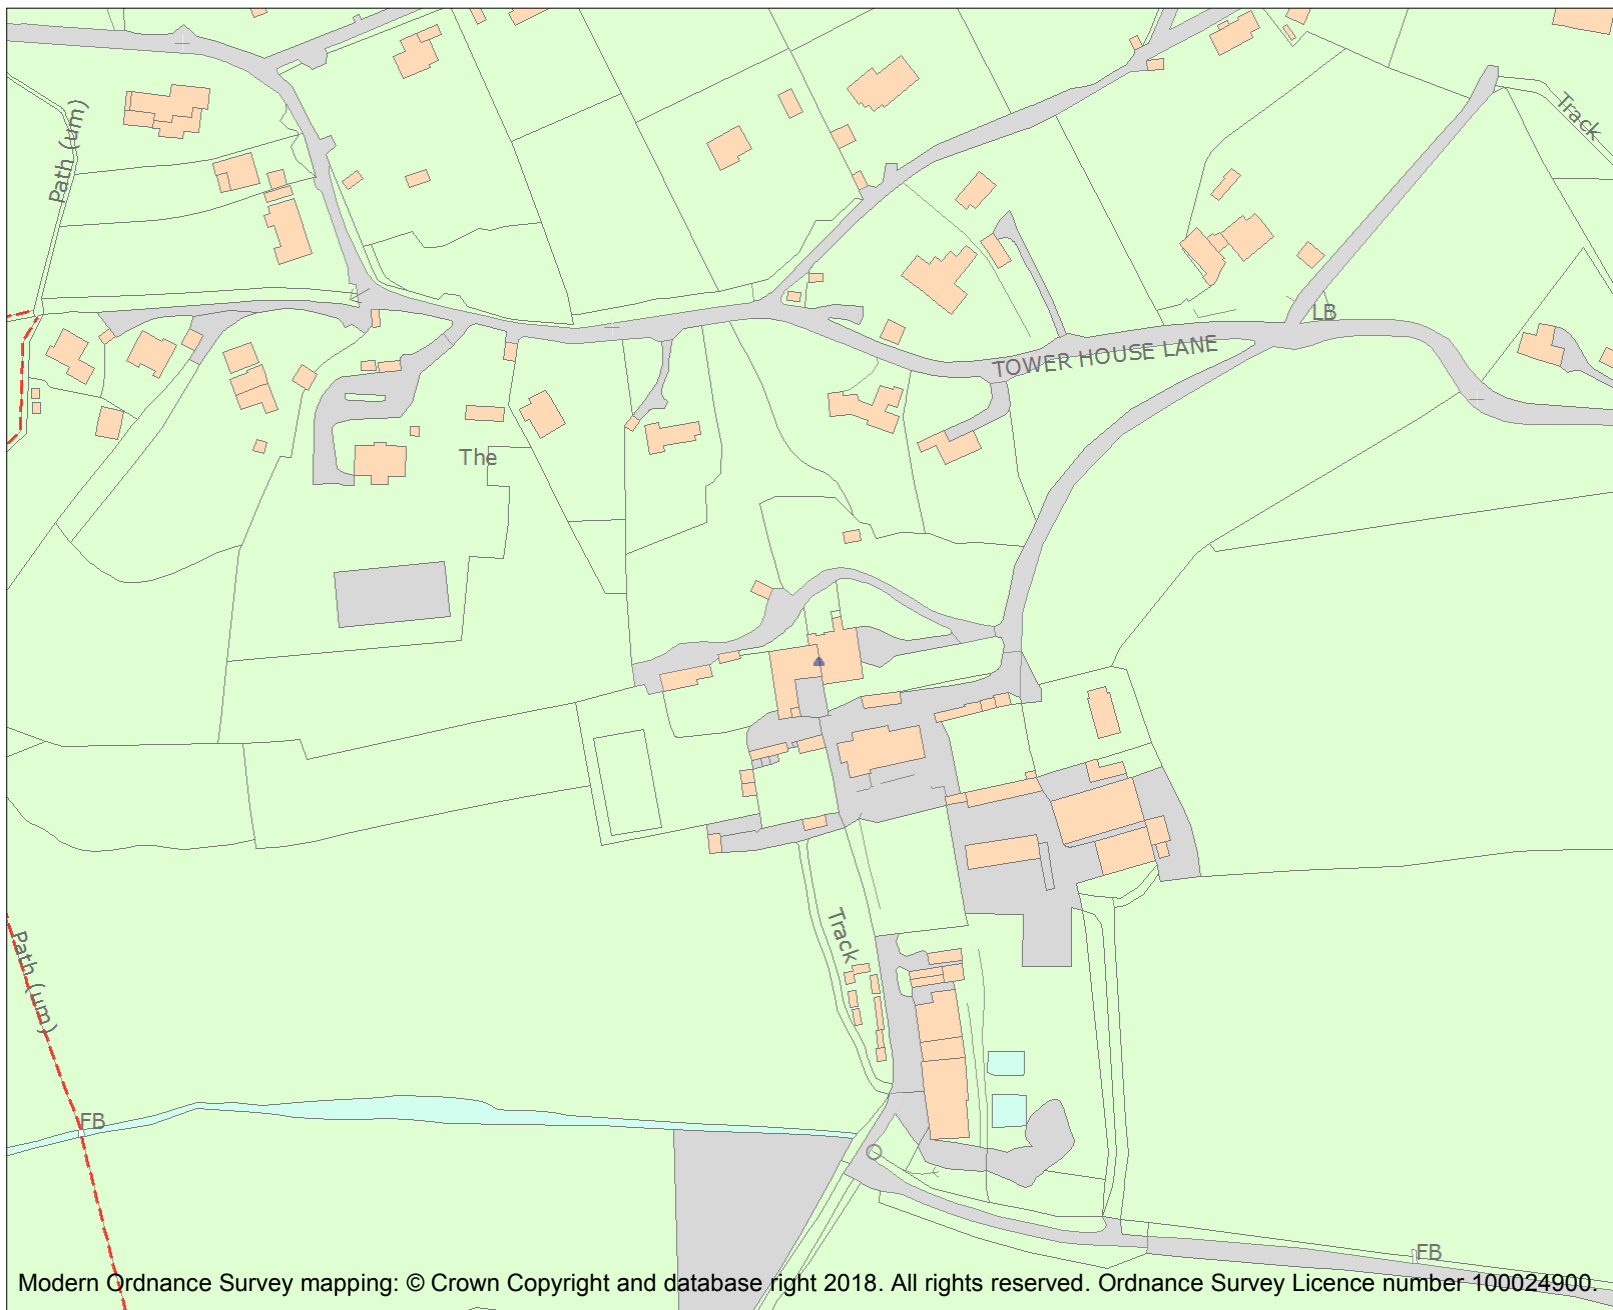 Path (um)
Track
LB
TOWER HOUSE LANE
The
Track
Path (um)
FB
FB
Modern Ordnance Survey mapping: © Crown Copyright and database right 2018. All rights reserved. Ordnance Survey Licence number 100024900.